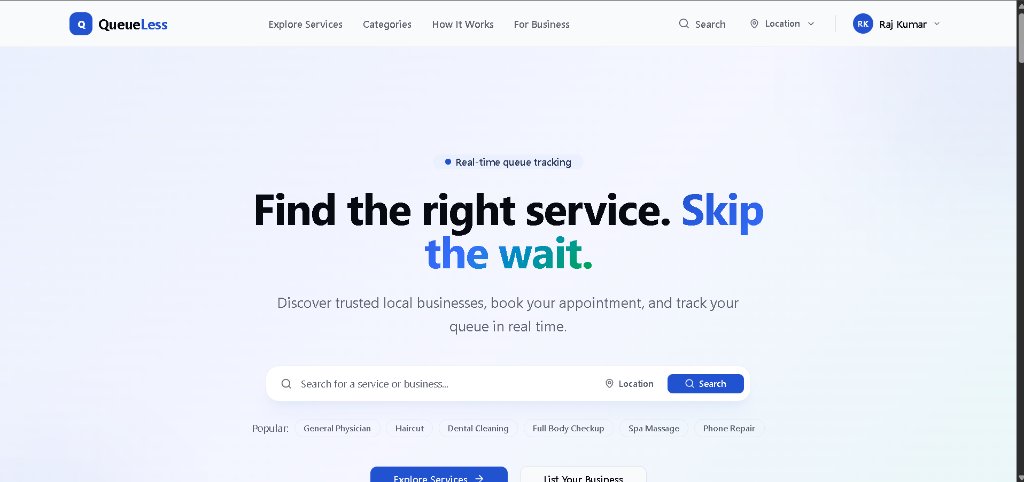 Q QueueLess Explore Services Categories How It Works For Business Search Location RK Raj Kumar
Real-time queue tracking
Find the right service. Skip
the wait.
Discover trusted local businesses, book your appointment, and track your
queue in real time.
Search for a service or business... Location Search
Popular: General Physician Haircut Dental Cleaning Full Body Checkup Spa Massage Phone Repair
Explore Services List Your Business